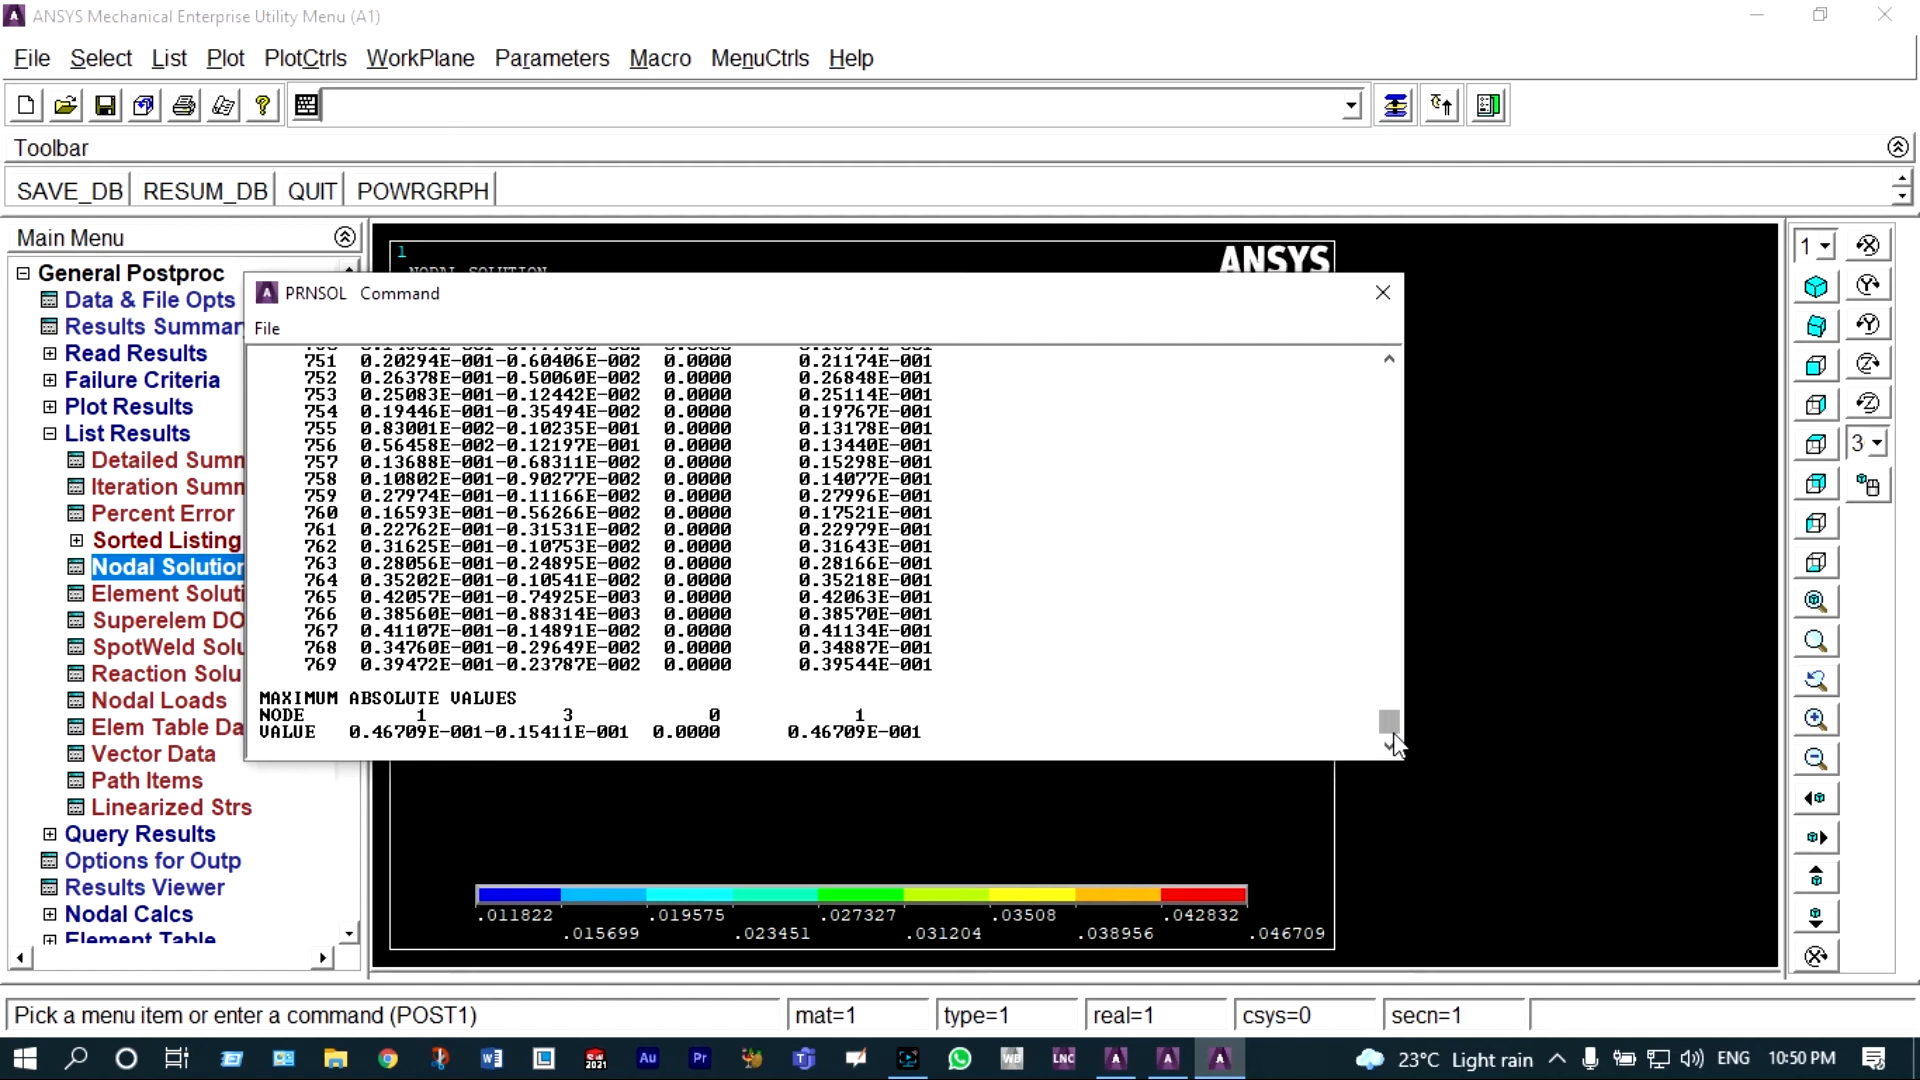 ANSYS Mechanical Enterprise Utility Menu (A1)
File Select List Plot PlotCtrls WorkPlane Parameters Macro MenuCtrls Help
Toolbar
SAVE_DB RESUM_DB QUIT POWRGRPH
Main Menu
General Postproc
Data & File Opts
Results Summar
Read Results
Failure Criteria
Plot Results
List Results
Detailed Summ
Iteration Summ
Percent Error
Sorted Listing
Nodal Solution
Element Soluti
Superelem DO
SpotWeld Solu
Reaction Solu
Nodal Loads
Elem Table Da
Vector Data
Path Items
Linearized Strs
Query Results
Options for Outp
Results Viewer
Nodal Calcs
Element Table
1
NODAL SOLUTION
ANSYS
PRNSOL Command
File
751 0.20294E-001-0.60406E-002 0.0000 0.21174E-001
752 0.26378E-001-0.50060E-002 0.0000 0.26848E-001
753 0.25083E-001-0.12442E-002 0.0000 0.25114E-001
754 0.19446E-001-0.35494E-002 0.0000 0.19767E-001
755 0.83001E-002-0.10235E-001 0.0000 0.13178E-001
756 0.56458E-002-0.12197E-001 0.0000 0.13440E-001
757 0.13688E-001-0.68311E-002 0.0000 0.15298E-001
758 0.10802E-001-0.90277E-002 0.0000 0.14077E-001
759 0.27974E-001-0.11166E-002 0.0000 0.27996E-001
760 0.16593E-001-0.56266E-002 0.0000 0.17521E-001
761 0.22762E-001-0.31531E-002 0.0000 0.22979E-001
762 0.31625E-001-0.10753E-002 0.0000 0.31643E-001
763 0.28056E-001-0.24895E-002 0.0000 0.28166E-001
764 0.35202E-001-0.10541E-002 0.0000 0.35218E-001
765 0.42057E-001-0.74925E-003 0.0000 0.42063E-001
766 0.38560E-001-0.88314E-003 0.0000 0.38570E-001
767 0.41107E-001-0.14891E-002 0.0000 0.41134E-001
768 0.34760E-001-0.29649E-002 0.0000 0.34887E-001
769 0.39472E-001-0.23787E-002 0.0000 0.39544E-001
MAXIMUM ABSOLUTE VALUES
NODE 1 3 0 1
VALUE 0.46709E-001-0.15411E-001 0.0000 0.46709E-001
.011822 .019575 .027327 .03508 .042832
.015699 .023451 .031204 .038956 .046709
1
3
Pick a menu item or enter a command (POST1) mat=1 type=1 real=1 csys=0 secn=1
23°C Light rain ENG 10:50 PM